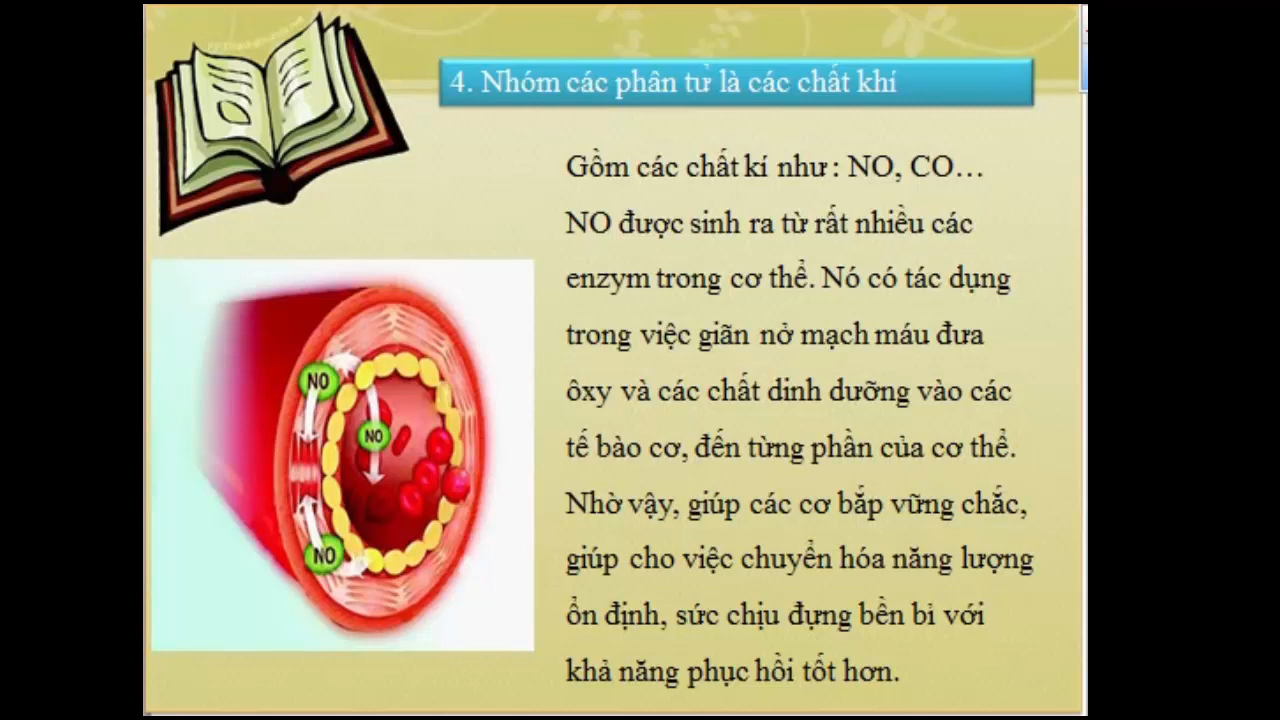 4. Nhóm các phân tử là các chất khí
Gồm các chất kí như : NO, CO…
NO được sinh ra từ rất nhiều các
enzym trong cơ thể. Nó có tác dụng
trong việc giãn nở mạch máu đưa
ôxy và các chất dinh dưỡng vào các
tế bào cơ, đến từng phần của cơ thể.
Nhờ vậy, giúp các cơ bắp vững chắc,
giúp cho việc chuyển hóa năng lượng
ổn định, sức chịu đựng bền bỉ với
khả năng phục hồi tốt hơn.
NO
NO
NO